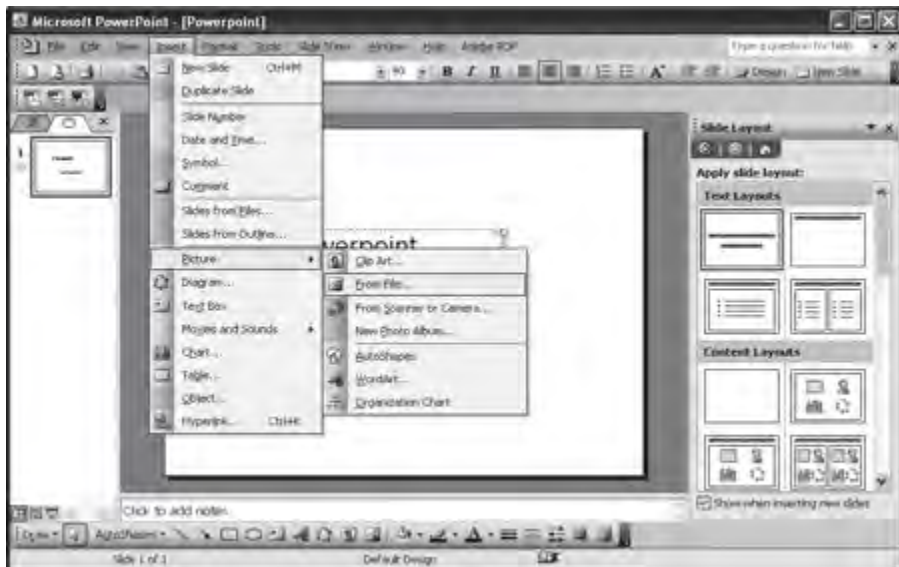 Microsoft PowerPoint - [Powerpoint]
File Edit View Insert Format Tools Slide Show Window Help Adobe PDF
Type a question for help
B I U
Design New Slide
New Slide Ctrl+M
Duplicate Slide
Slide Number
Date and Time...
Symbol...
Comment
Slides from Files...
Slides from Outline...
Picture
Diagram...
Text Box
Movies and Sounds
Chart...
Table...
Object...
Hyperlink... Ctrl+K
Clip Art...
From File...
From Scanner or Camera...
New Photo Album...
AutoShapes
WordArt...
Organization Chart
werpoint
1
Slide Layout
Apply slide layout:
Text Layouts
Content Layouts
Show when inserting new slides
Click to add notes
Draw AutoShapes
Slide 1 of 1 Default Design